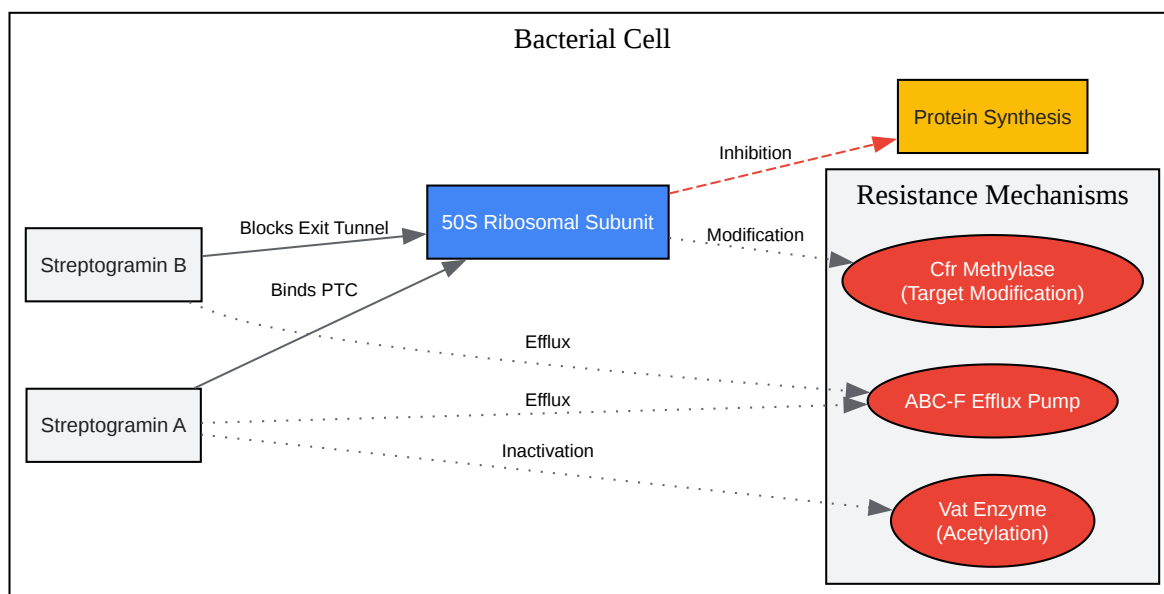 Bacterial Cell
Protein Synthesis
Inhibition
Resistance Mechanisms
50S Ribosomal Subunit
Blocks Exit Tunnel
Modification
Streptogramin B
Cfr Methylase
(Target Modification)
Binds PTC
Efflux
Efflux
ABC-F Efflux Pump
Streptogramin A
Inactivation
Vat Enzyme
(Acetylation)